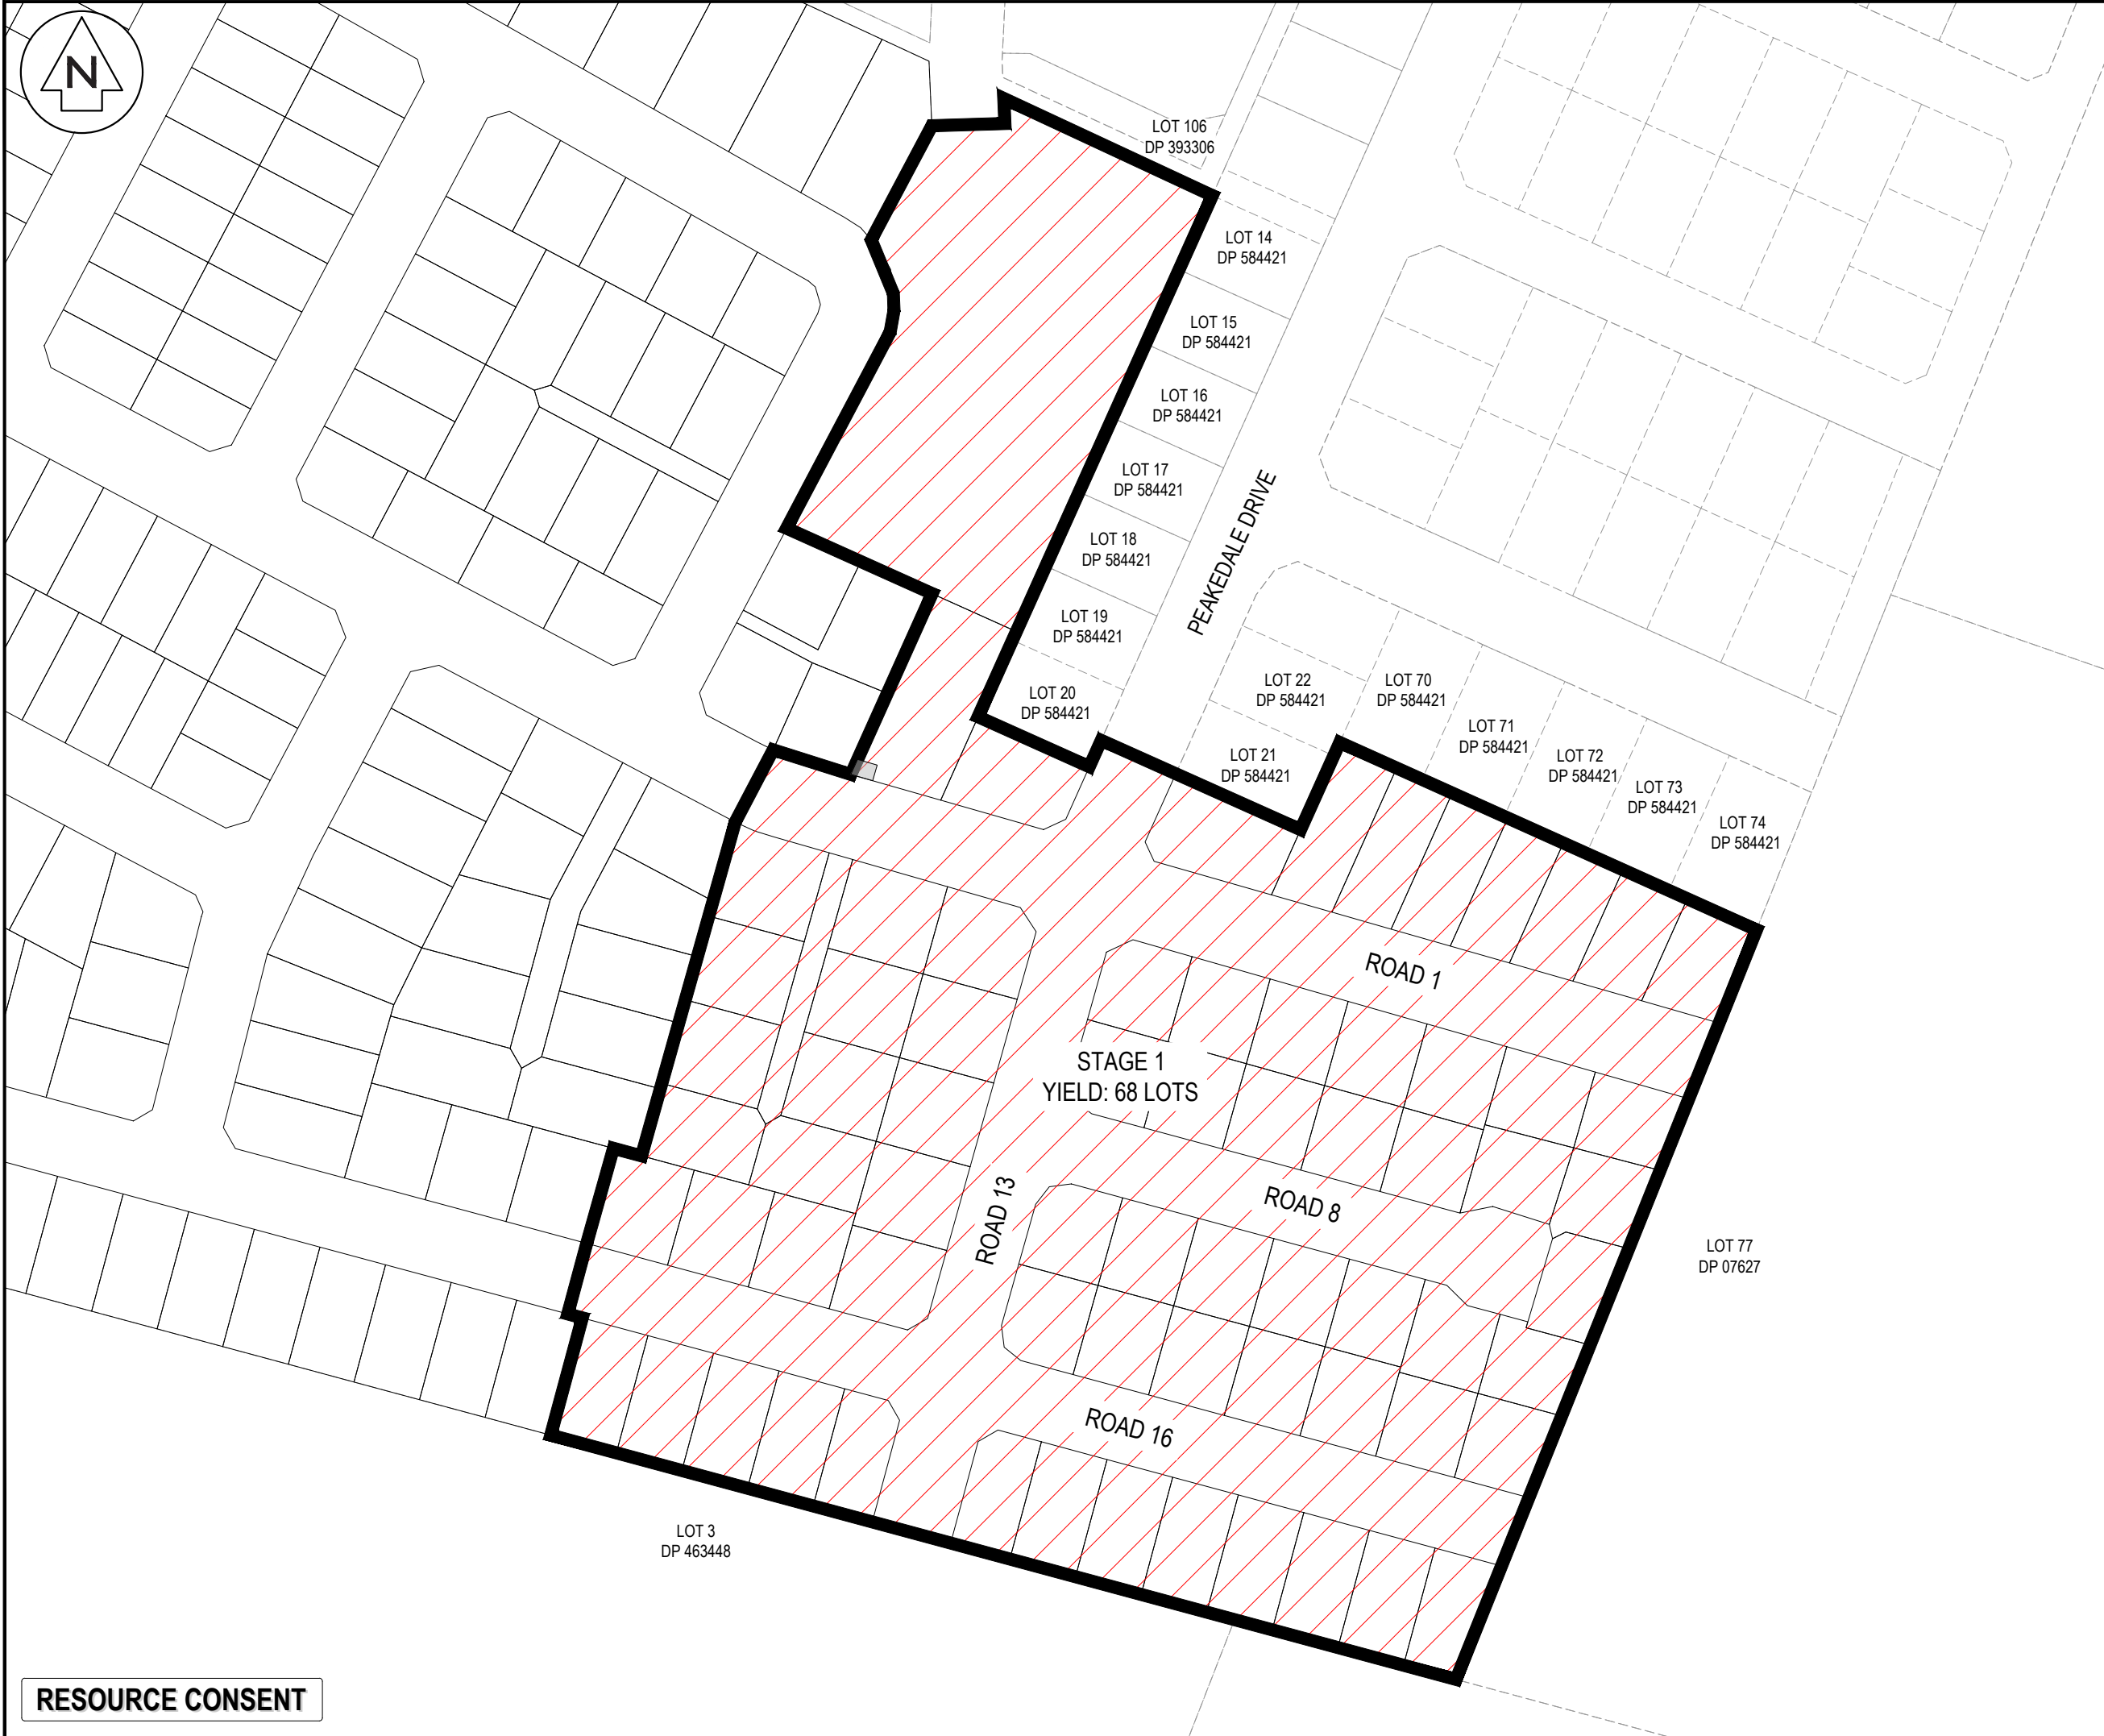 N
LOT 106
DP 393306
LOT 14
DP 584421
LOT 15
DP 584421
LOT 16
DP 584421
LOT 17
DP 584421
LOT 18
DP 584421
LOT 19
DP 584421
LOT 20
DP 584421
PEAKEDALE DRIVE
LOT 22
DP 584421
LOT 21
DP 584421
LOT 70
DP 584421
LOT 71
DP 584421
LOT 72
DP 584421
LOT 73
DP 584421
LOT 74
DP 584421
ROAD 1
STAGE 1
YIELD: 68 LOTS
ROAD 13
ROAD 8
LOT 77
DP 07627
ROAD 16
LOT 3
DP 463448
RESOURCE CONSENT